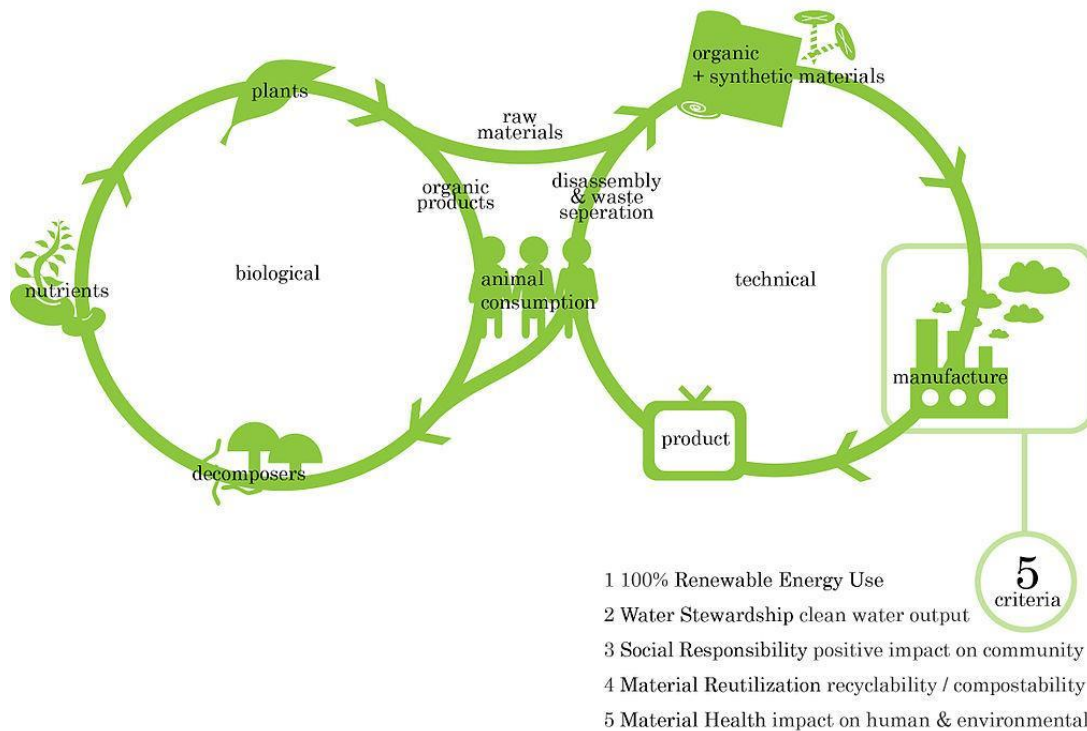 organic
+ synthetic materials
plants
raw
materials
organic
products
disassembly
& waste
seperation
nutrients
biological
animal
consumption
technical
manufacture
product
decomposers
5
criteria
1 100% Renewable Energy Use
2 Water Stewardship clean water output
3 Social Responsibility positive impact on community
4 Material Reutilization recyclability / compostability
5 Material Health impact on human & environmental